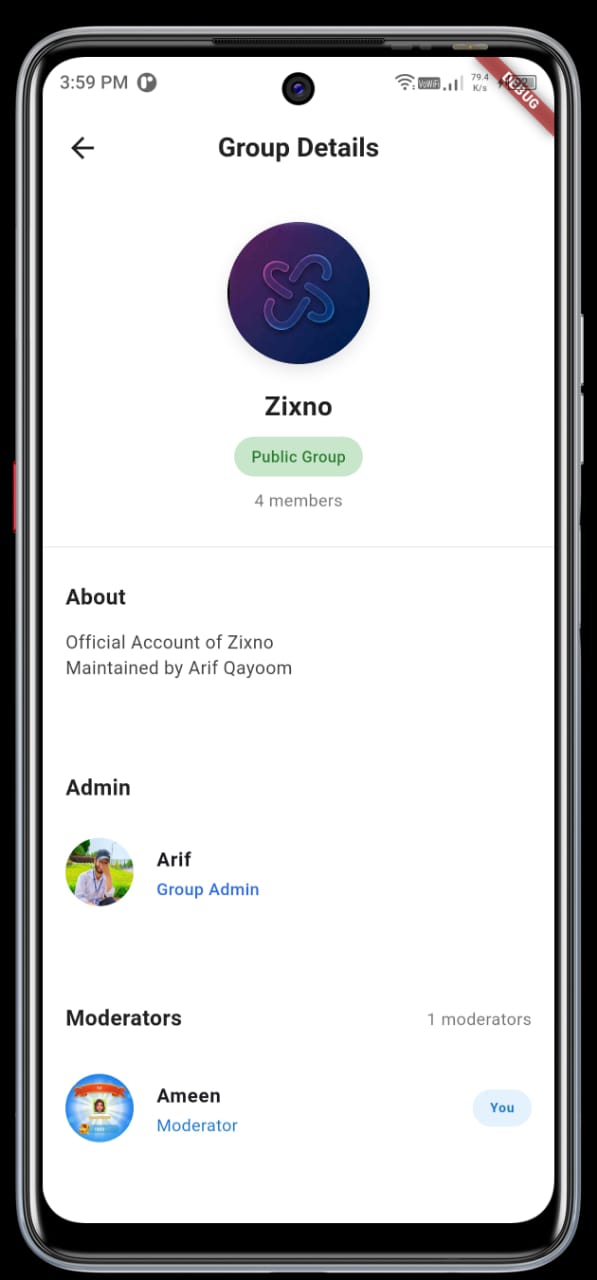 3:59 PM
VoWiFi
79.4
K/s
DEBUG
Group Details
Zixno
Public Group
4 members
About
Official Account of Zixno
Maintained by Arif Qayoom
Admin
Arif
Group Admin
Moderators
1 moderators
Ameen
You
Moderator